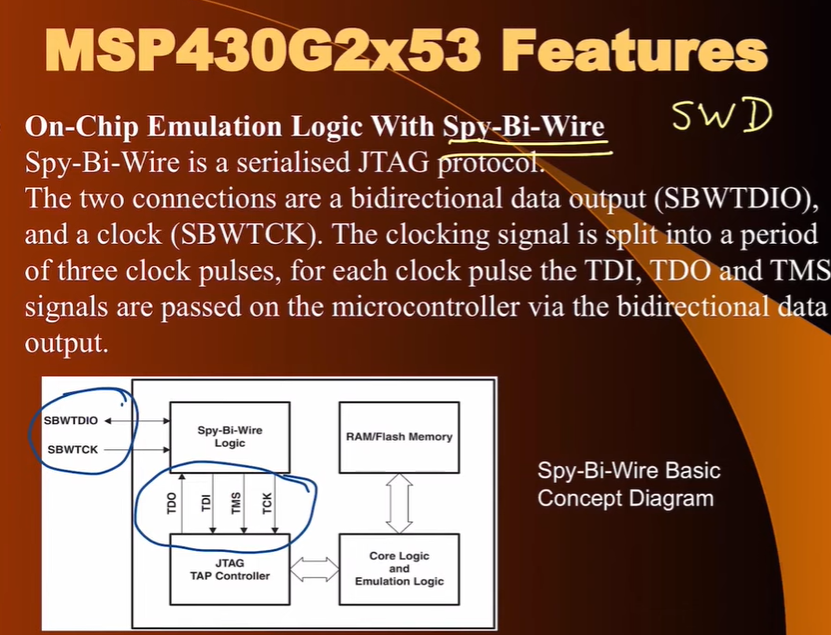 MSP430G2x53 Features
SWD
On-Chip Emulation Logic With Spy-Bi-Wire
Spy-Bi-Wire is a serialised JTAG protocol.
The two connections are a bidirectional data output (SBWTDIO),
and a clock (SBWTCK). The clocking signal is split into a period
of three clock pulses, for each clock pulse the TDI, TDO and TMS
signals are passed on the microcontroller via the bidirectional data
output.
SBWTDIO
SBWTCK
Spy-Bi-Wire
Logic
RAM/Flash Memory
TDO
TDI
TMS
TCK
JTAG
TAP Controller
Core Logic
and
Emulation Logic
Spy-Bi-Wire Basic
Concept Diagram